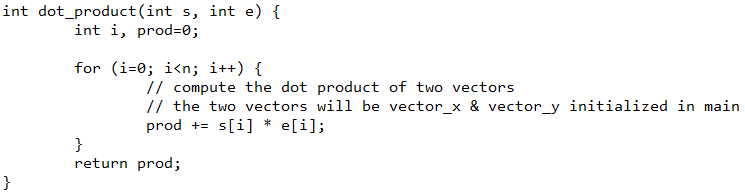 int dot_product(int s, int e) {
        int i, prod=0;

        for (i=0; i<n; i++) {
                // compute the dot product of two vectors
                // the two vectors will be vector_x & vector_y initialized in main
                prod += s[i] * e[i];
        }
        return prod;
}